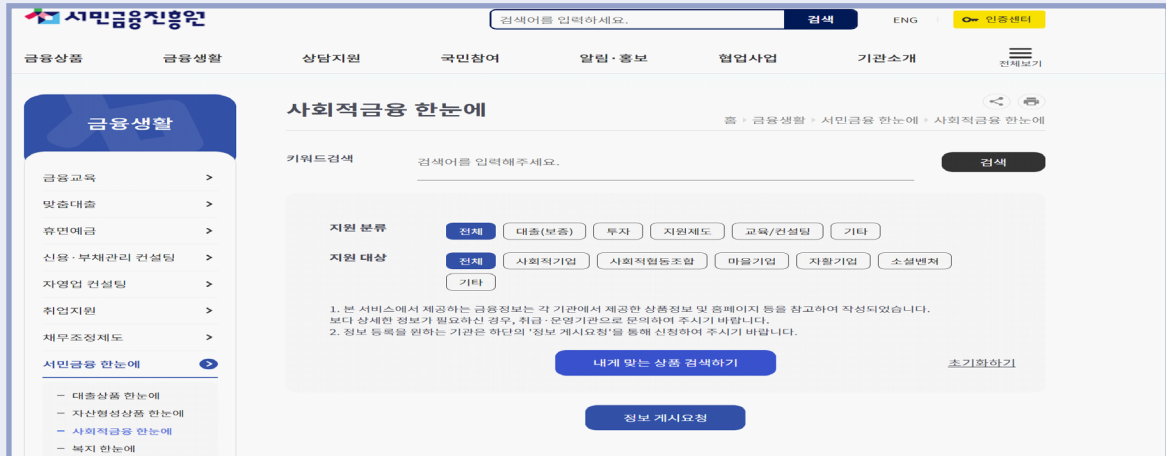 서민금융진흥원
검색어를 입력하세요. 검색 ENG 인증센터
금융상품 금융생활 상담지원 국민참여 알림·홍보 협업사업 기관소개 전체보기
금융생활
금융교육 >
맞춤대출 >
휴면예금 >
신용·부채관리 컨설팅 >
자영업 컨설팅 >
취업지원 >
채무조정제도 >
서민금융 한눈에 >
– 대출상품 한눈에
– 자산형성상품 한눈에
– 사회적금융 한눈에
– 복지 한눈에
사회적금융 한눈에
홈 > 금융생활 > 서민금융 한눈에 > 사회적금융 한눈에
키워드검색 검색어를 입력해주세요. 검색
지원 분류 전체 대출(보증) 투자 지원제도 교육/컨설팅 기타
지원 대상 전체 사회적기업 사회적협동조합 마을기업 자활기업 소셜벤쳐
기타
1. 본 서비스에서 제공하는 금융정보는 각 기관에서 제공한 상품정보 및 홈페이지 등을 참고하여 작성되었습니다.
보다 상세한 정보가 필요하신 경우, 취급·운영기관으로 문의하여 주시기 바랍니다.
2. 정보 등록을 원하는 기관은 하단의 '정보 게시요청'을 통해 신청하여 주시기 바랍니다.
내게 맞는 상품 검색하기 초기화하기
정보 게시요청